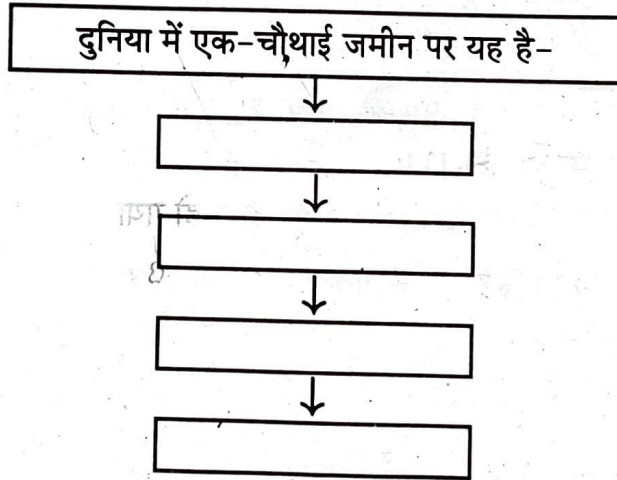 दुनिया में एक-चौथाई जमीन पर यह है-